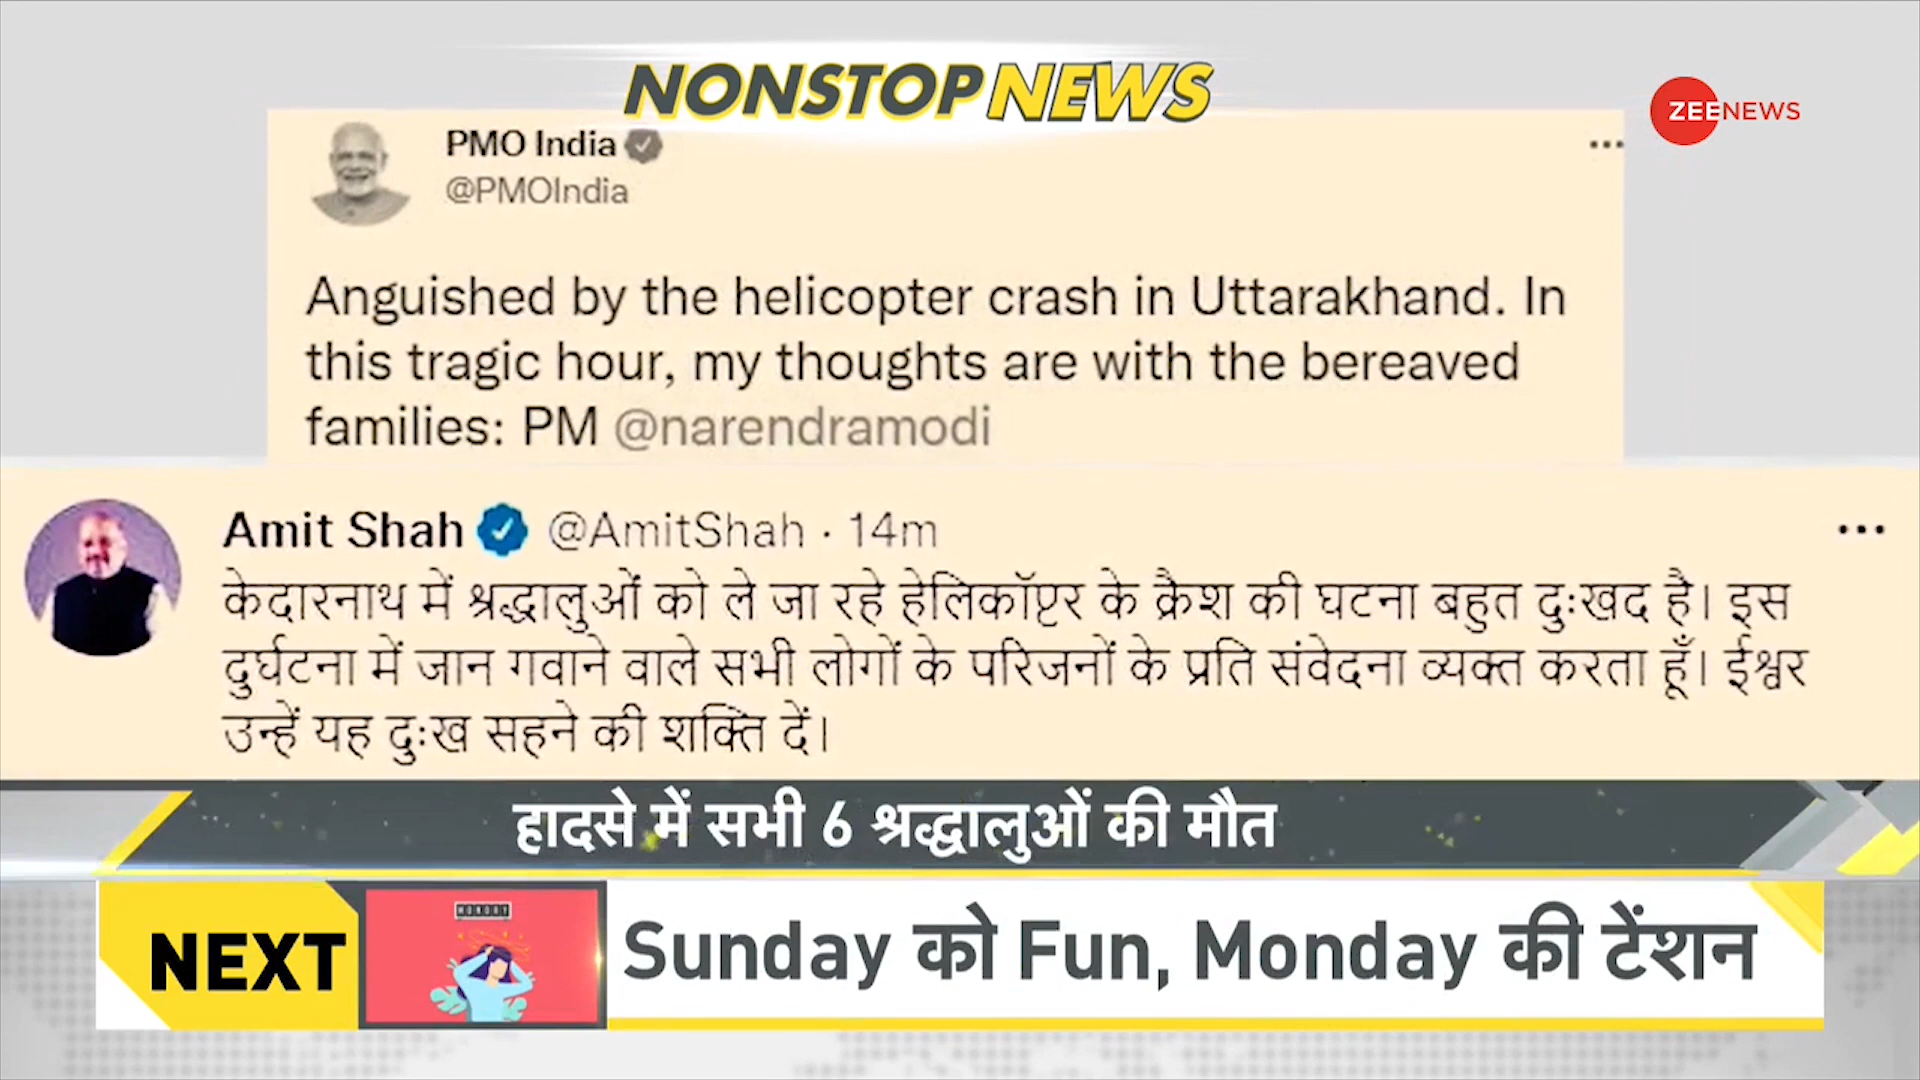 NONSTOP NEWS
ZEE NEWS
PMO India
@PMOIndia
Anguished by the helicopter crash in Uttarakhand. In
this tragic hour, my thoughts are with the bereaved
families: PM @narendramodi
Amit Shah @AmitShah · 14m
केदारनाथ में श्रद्धालुओं को ले जा रहे हेलिकॉप्टर के क्रैश की घटना बहुत दुःखद है। इस
दुर्घटना में जान गवाने वाले सभी लोगों के परिजनों के प्रति संवेदना व्यक्त करता हूँ। ईश्वर
उन्हें यह दुःख सहने की शक्ति दें।
हादसे में सभी 6 श्रद्धालुओं की मौत
NEXT
Sunday को Fun, Monday की टेंशन